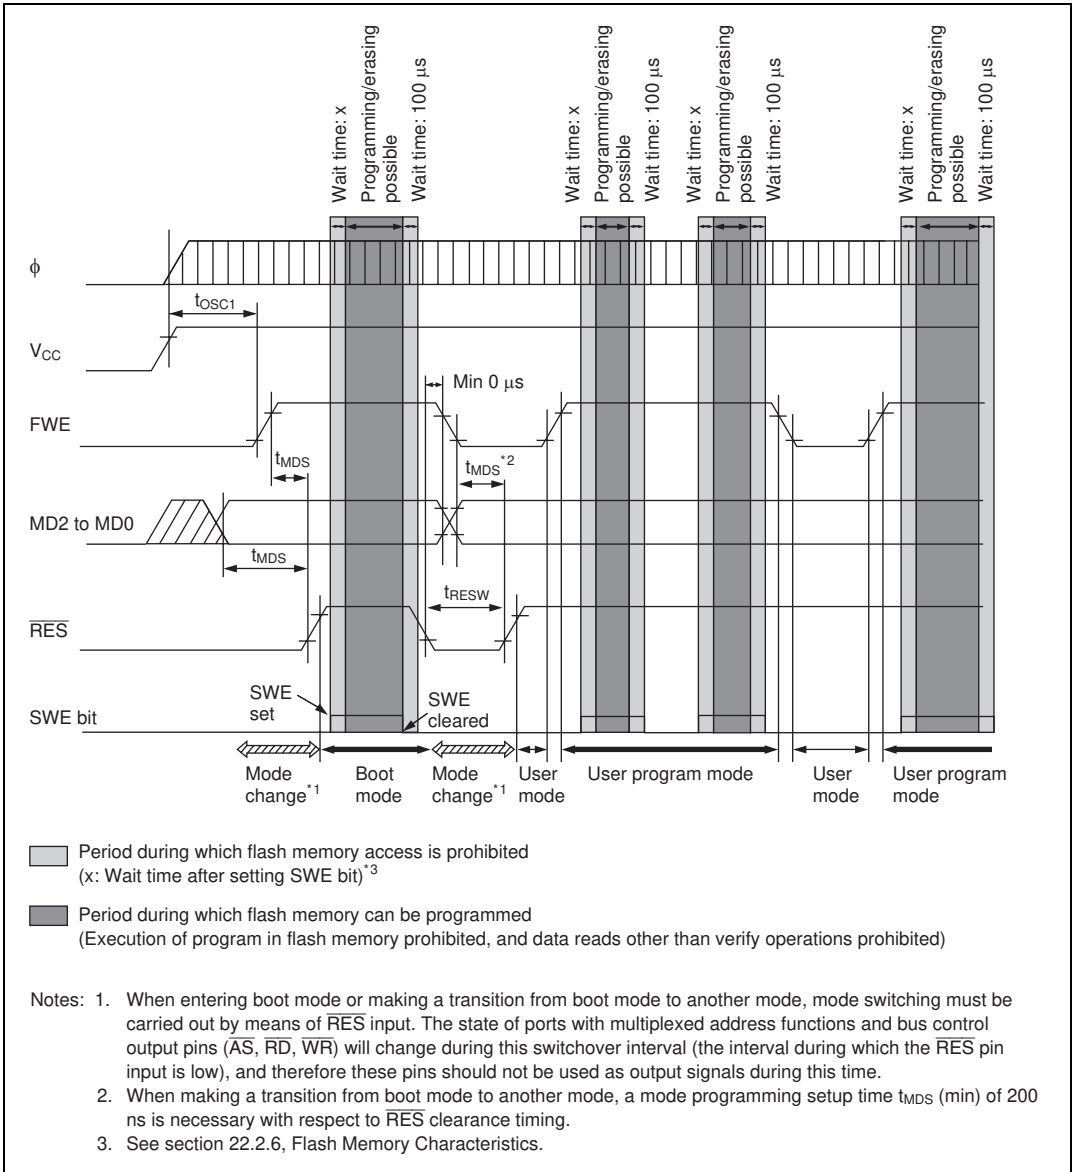 Wait time: x
Programming/erasing
possible
Wait time: 100 μs
Wait time: x
Programming/erasing
possible
Wait time: 100 μs
Wait time: x
Programming/erasing
possible
Wait time: 100 μs
Wait time: x
Programming/erasing
possible
Wait time: 100 μs
ϕ
tOSC1
VCC
Min 0 μs
FWE
tMDS
tMDS*2
MD2 to MD0
tMDS
tRESW
RES
SWE
set
SWE
cleared
SWE bit
Mode
change*1
Boot
mode
Mode
change*1
User
mode
User program mode
User
mode
User program
mode
Period during which flash memory access is prohibited
(x: Wait time after setting SWE bit)*3
Period during which flash memory can be programmed
(Execution of program in flash memory prohibited, and data reads other than verify operations prohibited)
Notes: 1. When entering boot mode or making a transition from boot mode to another mode, mode switching must be
carried out by means of RES input. The state of ports with multiplexed address functions and bus control
output pins (AS, RD, WR) will change during this switchover interval (the interval during which the RES pin
input is low), and therefore these pins should not be used as output signals during this time.
2. When making a transition from boot mode to another mode, a mode programming setup time tMDS (min) of 200
ns is necessary with respect to RES clearance timing.
3. See section 22.2.6, Flash Memory Characteristics.